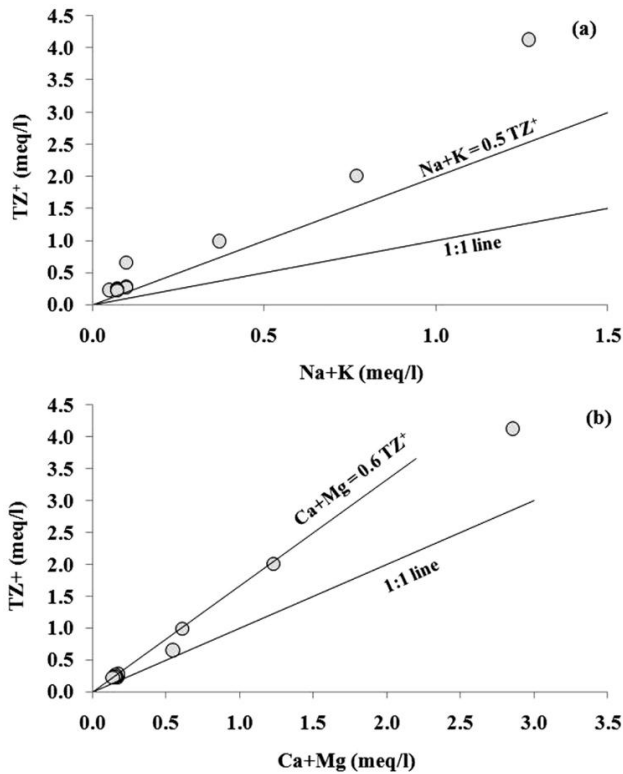 (a)
4.5
4.0
3.5
3.0
2.5
2.0
1.5
1.0
0.5
0.0
TZ⁺ (meq/l)
Na+K = 0.5 TZ⁺
1:1 line
0.0 0.5 1.0 1.5
Na+K (meq/l)
(b)
4.5
4.0
3.5
3.0
2.5
2.0
1.5
1.0
0.5
0.0
TZ+ (meq/l)
Ca+Mg = 0.6 TZ⁺
1:1 line
0.0 0.5 1.0 1.5 2.0 2.5 3.0 3.5
Ca+Mg (meq/l)